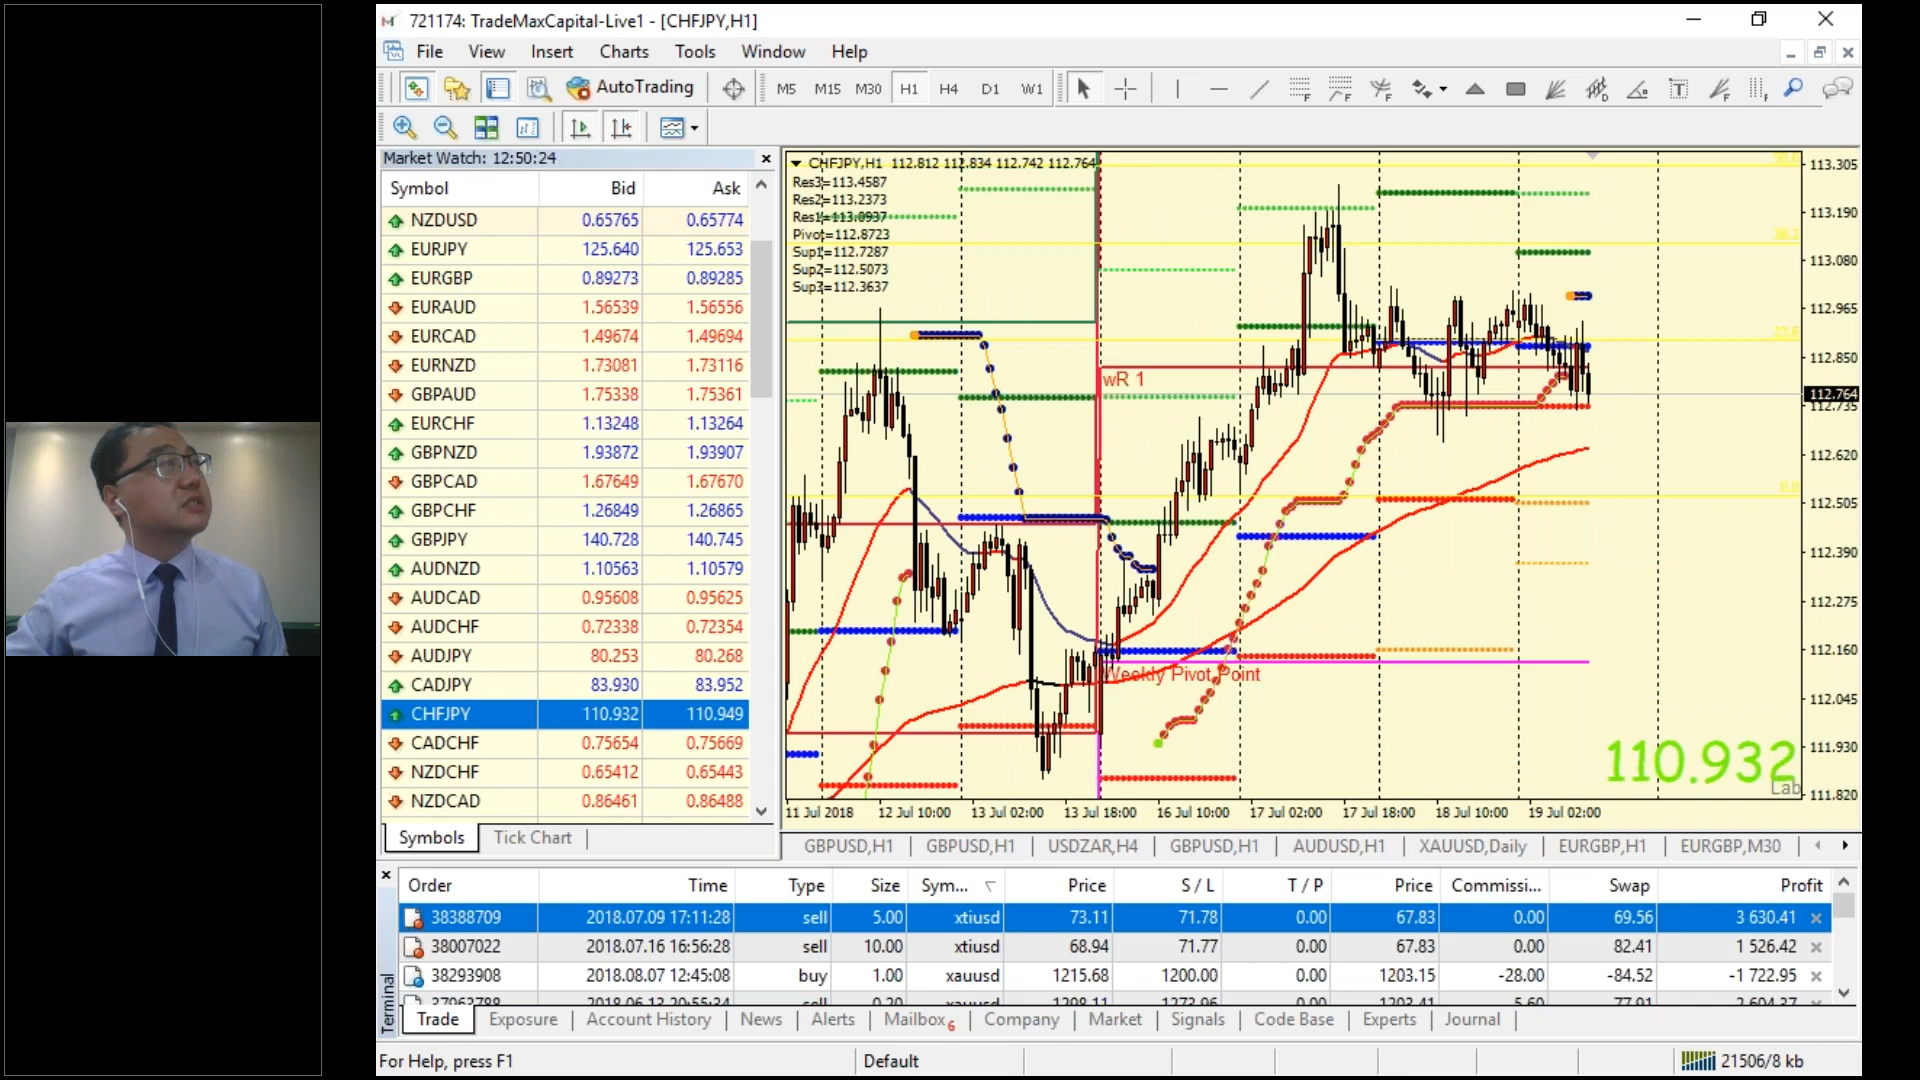 721174: TradeMaxCapital-Live1 - [CHFJPY,H1]
File View Insert Charts Tools Window Help
AutoTrading M5 M15 M30 H1 H4 D1 W1
Market Watch: 12:50:24
Symbol Bid Ask
NZDUSD 0.65765 0.65774
EURJPY 125.640 125.653
EURGBP 0.89273 0.89285
EURAUD 1.56539 1.56556
EURCAD 1.49674 1.49694
EURNZD 1.73081 1.73116
GBPAUD 1.75338 1.75361
EURCHF 1.13248 1.13264
GBPNZD 1.93872 1.93907
GBPCAD 1.67649 1.67670
GBPCHF 1.26849 1.26865
GBPJPY 140.728 140.745
AUDNZD 1.10563 1.10579
AUDCAD 0.95608 0.95625
AUDCHF 0.72338 0.72354
AUDJPY 80.253 80.268
CADJPY 83.930 83.952
CHFJPY 110.932 110.949
CADCHF 0.75654 0.75669
NZDCHF 0.65412 0.65443
NZDCAD 0.86461 0.86488
Symbols Tick Chart
CHFJPY,H1 112.812 112.834 112.742 112.764
Res3=113.4587
Res2=113.2373
Res1=113.0937
Pivot=112.8723
Sup1=112.7287
Sup2=112.5073
Sup3=112.3637
wR 1
Weekly Pivot Point
38.2
23.6
0.0
113.305
113.190
113.080
112.965
112.850
112.764
112.735
112.620
112.505
112.390
112.275
112.160
112.045
111.930
111.820
110.932
Lab
11 Jul 2018 12 Jul 10:00 13 Jul 02:00 13 Jul 18:00 16 Jul 10:00 17 Jul 02:00 17 Jul 18:00 18 Jul 10:00 19 Jul 02:00
GBPUSD,H1 GBPUSD,H1 USDZAR,H4 GBPUSD,H1 AUDUSD,H1 XAUUSD,Daily EURGBP,H1 EURGBP,M30
Order Time Type Size Sym... Price S / L T / P Price Commissi... Swap Profit
38388709 2018.07.09 17:11:28 sell 5.00 xtiusd 73.11 71.78 0.00 67.83 0.00 69.56 3 630.41
38007022 2018.07.16 16:56:28 sell 10.00 xtiusd 68.94 71.77 0.00 67.83 0.00 82.41 1 526.42
38293908 2018.08.07 12:45:08 buy 1.00 xauusd 1215.68 1200.00 0.00 1203.15 -28.00 -84.52 -1 722.95
Terminal
Trade Exposure Account History News Alerts Mailbox 6 Company Market Signals Code Base Experts Journal
For Help, press F1 Default 21506/8 kb